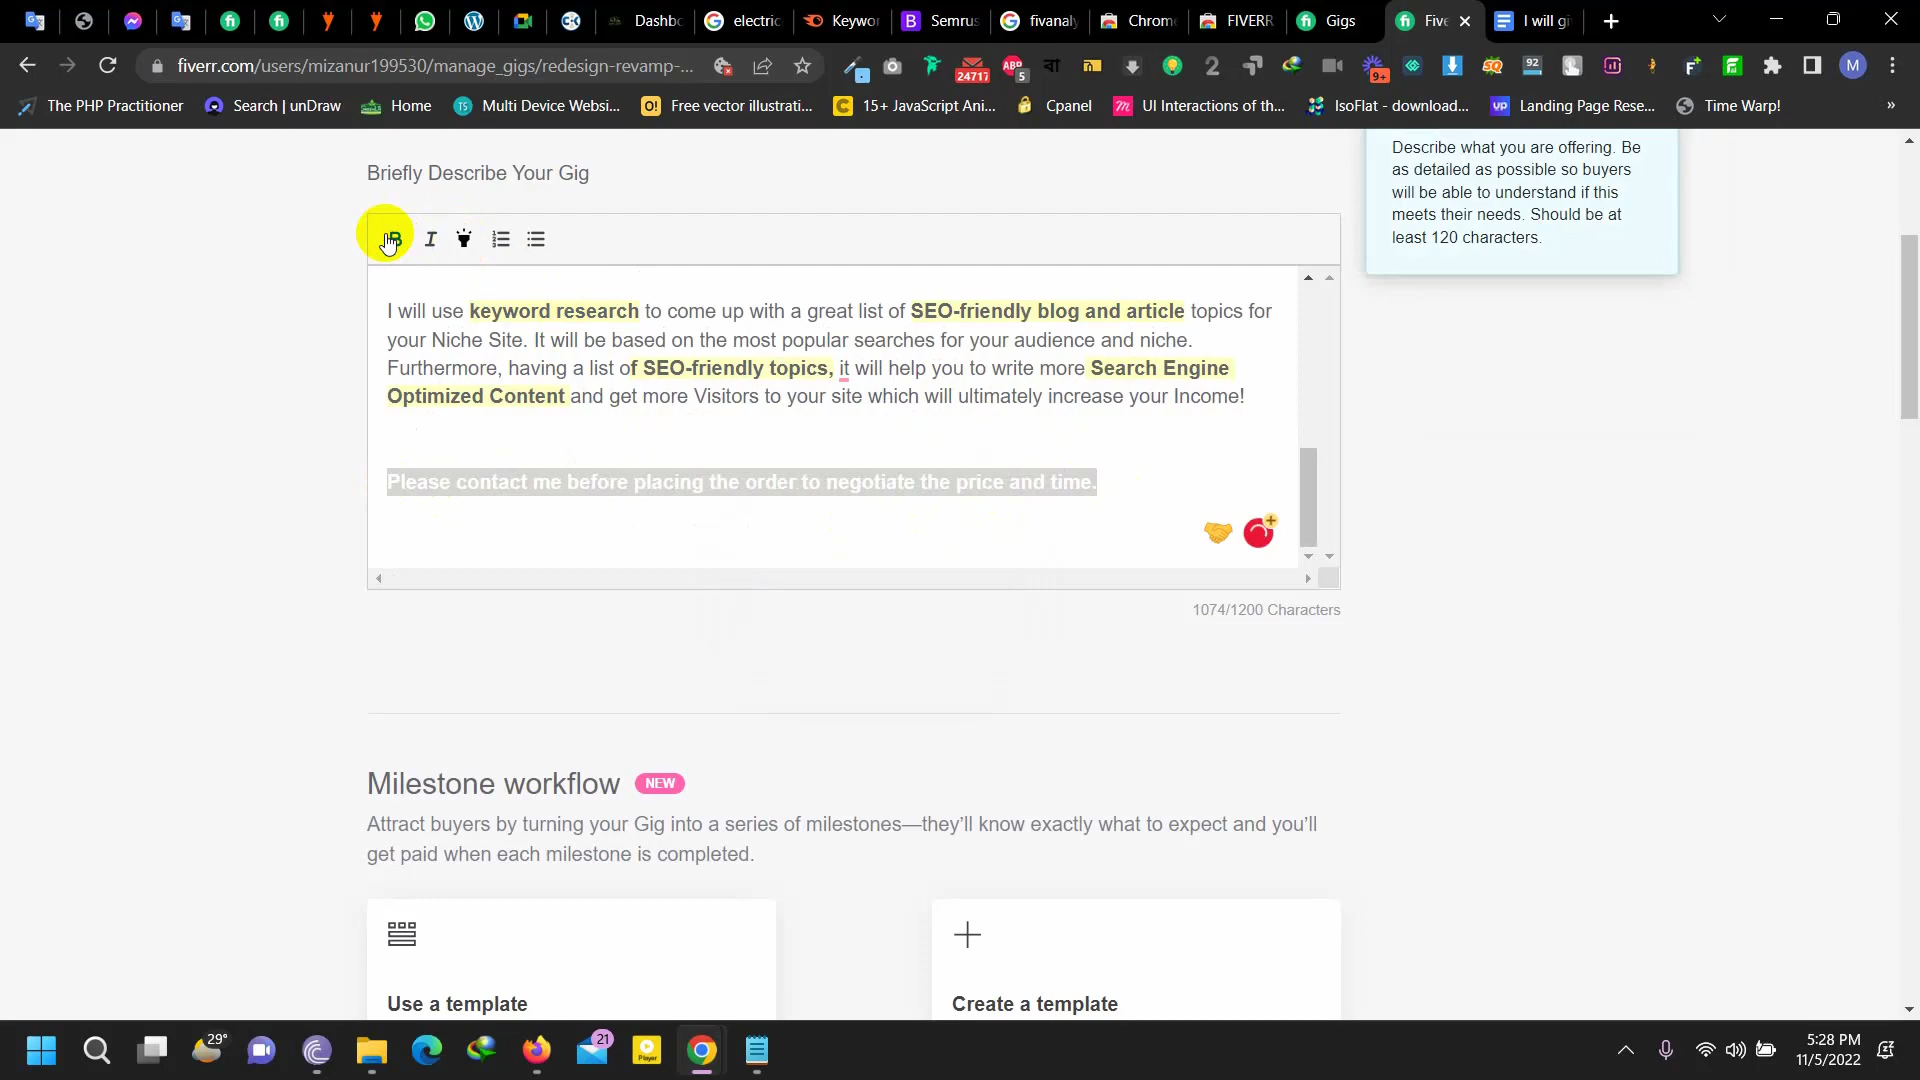 Dashbo
electric
Keywor
Semrus
fivanaly
Chrome
FIVERR
Gigs
Five
I will gi
fiverr.com/users/mizanur199530/manage_gigs/redesign-revamp-...
24717
5
2
9+
92
M
The PHP Practitioner
Search | unDraw
Home
Multi Device Websi...
Free vector illustrati...
15+ JavaScript Ani...
Cpanel
UI Interactions of th...
IsoFlat - download...
Landing Page Rese...
Time Warp!
»
Briefly Describe Your Gig
Describe what you are offering. Be
as detailed as possible so buyers
will be able to understand if this
meets their needs. Should be at
least 120 characters.
B I
I will use keyword research to come up with a great list of SEO-friendly blog and article topics for
your Niche Site. It will be based on the most popular searches for your audience and niche.
Furthermore, having a list of SEO-friendly topics, it will help you to write more Search Engine
Optimized Content and get more Visitors to your site which will ultimately increase your Income!
Please contact me before placing the order to negotiate the price and time.
1074/1200 Characters
Milestone workflow NEW
Attract buyers by turning your Gig into a series of milestones—they'll know exactly what to expect and you'll
get paid when each milestone is completed.
Use a template
Create a template
29°
21
Player
5:28 PM
11/5/2022